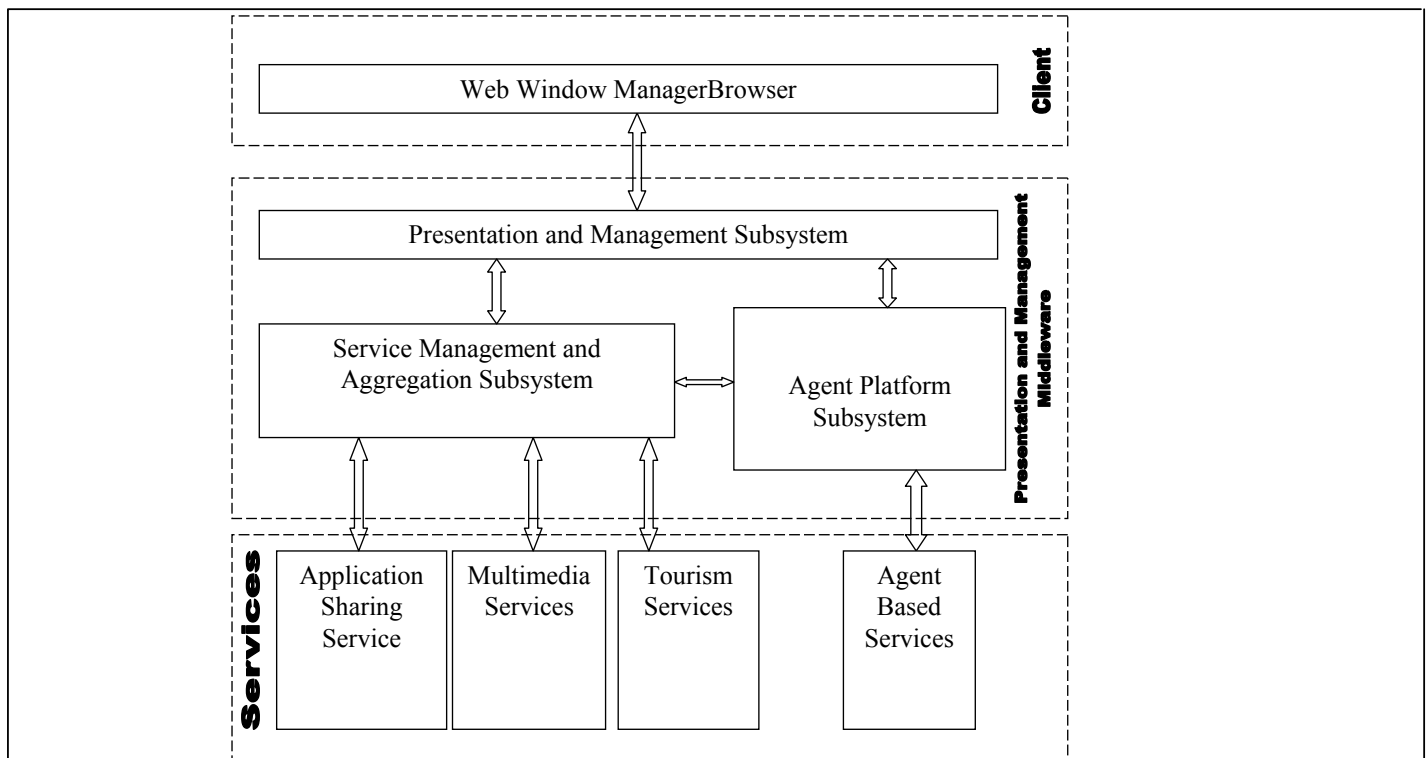 Web Window ManagerBrowser
Client
Presentation and Management Subsystem
Service Management and
Aggregation Subsystem
Agent Platform
Subsystem
Presentation and Management
Middleware
Services
Application
Sharing
Service
Multimedia
Services
Tourism
Services
Agent
Based
Services